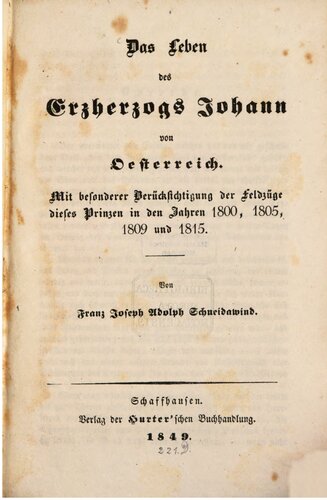 Das Leben
des
Erzherzogs Johann
von
Oesterreich.
Mit besonderer Berücksichtigung der Feldzüge
dieses Prinzen in den Jahren 1800, 1805,
1809 und 1815.
Von
Franz Joseph Adolph Schneidawind.
Schaffhausen.
Verlag der Hurter'schen Buchhandlung.
1849.